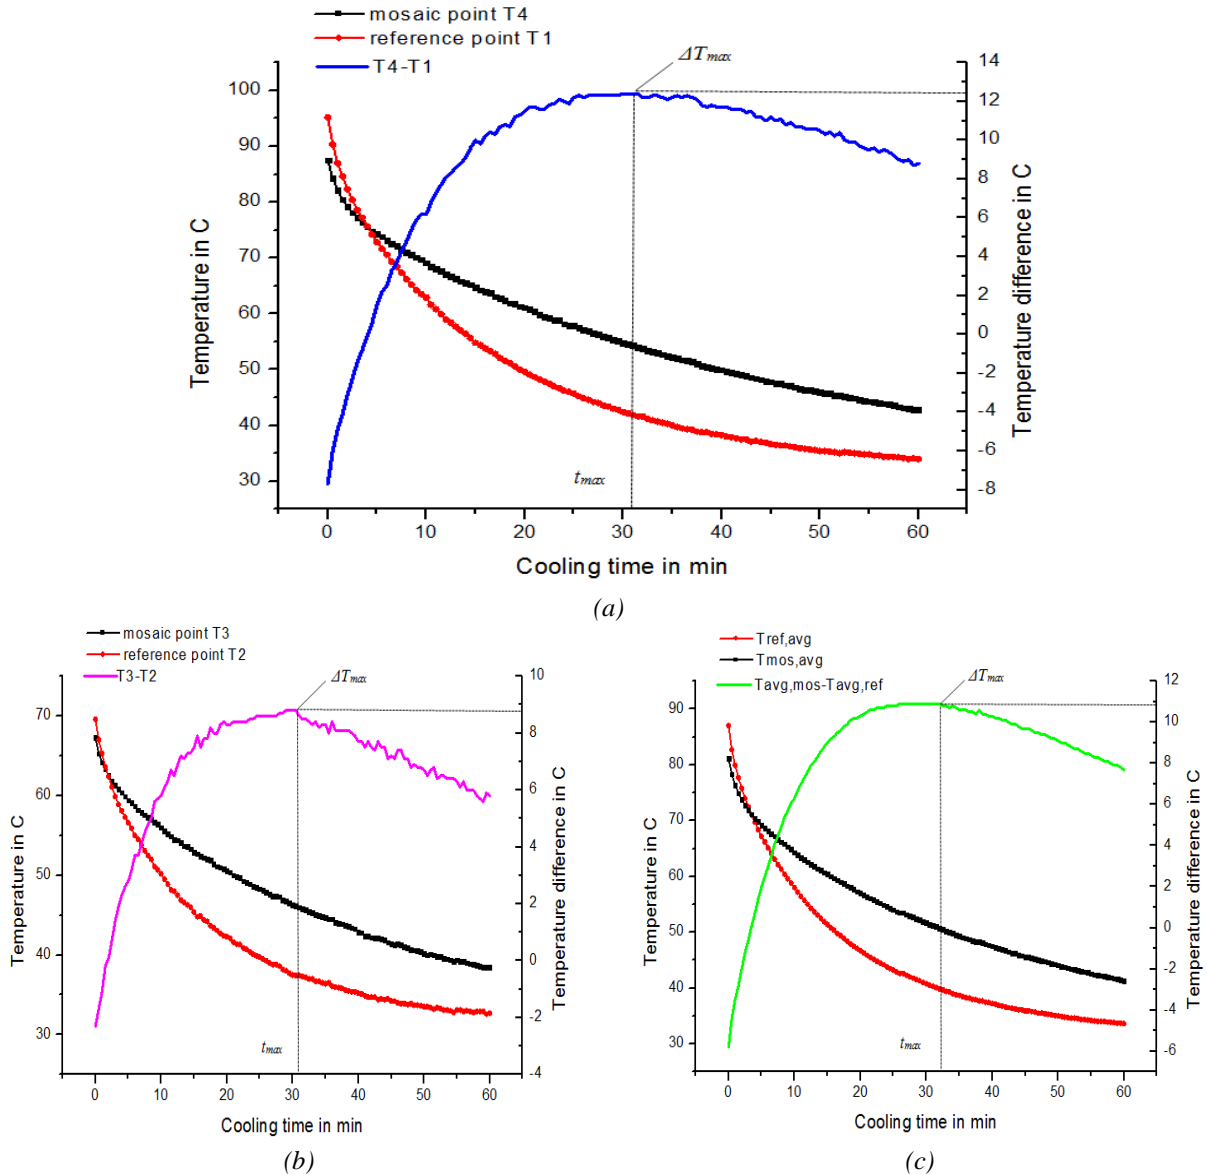 (a)
mosaic point T4
reference point T1
T4-T1
ΔTmax
14
12
10
8
6
4
2
0
-2
-4
-6
-8
Temperature difference in C
100
90
80
70
60
50
40
30
Temperature in C
tmax
0 10 20 30 40 50 60
Cooling time in min
(a)
mosaic point T3
reference point T2
T3-T2
ΔTmax
10
8
6
4
2
0
-2
-4
Temperature difference in C
70
60
50
40
30
Temperature in C
tmax
0 10 20 30 40 50 60
Cooling time in min
(b)
Tref,avg
Tmos,avg
Tavg,mos-Tavg,ref
ΔTmax
12
10
8
6
4
2
0
-2
-4
-6
Temperature difference in C
90
80
70
60
50
40
30
Temperature in C
tmax
0 10 20 30 40 50 60
Cooling time in min
(c)